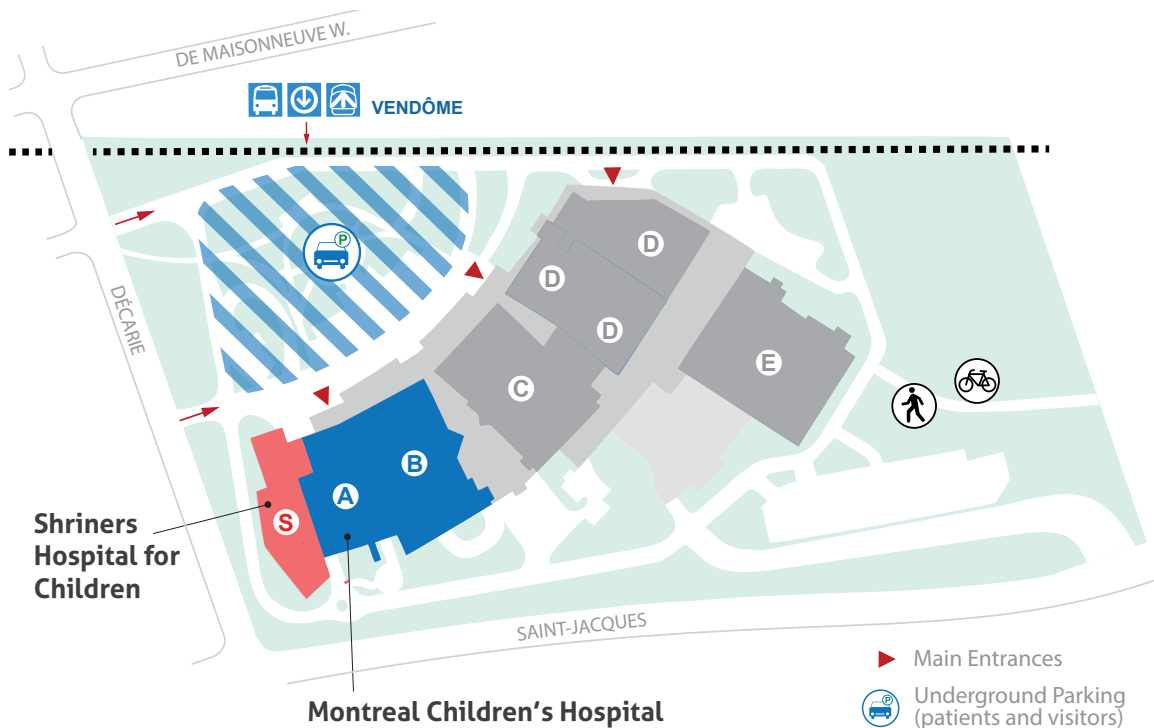 DE MAISONNEUVE W.
VENDÔME
P
D
D
DÉCARIE
D
E
C
B
A
S
Shriners
Hospital for
Children
SAINT-JACQUES
Montreal Children's Hospital
Main Entrances
P
Underground Parking
(patients and visitors)